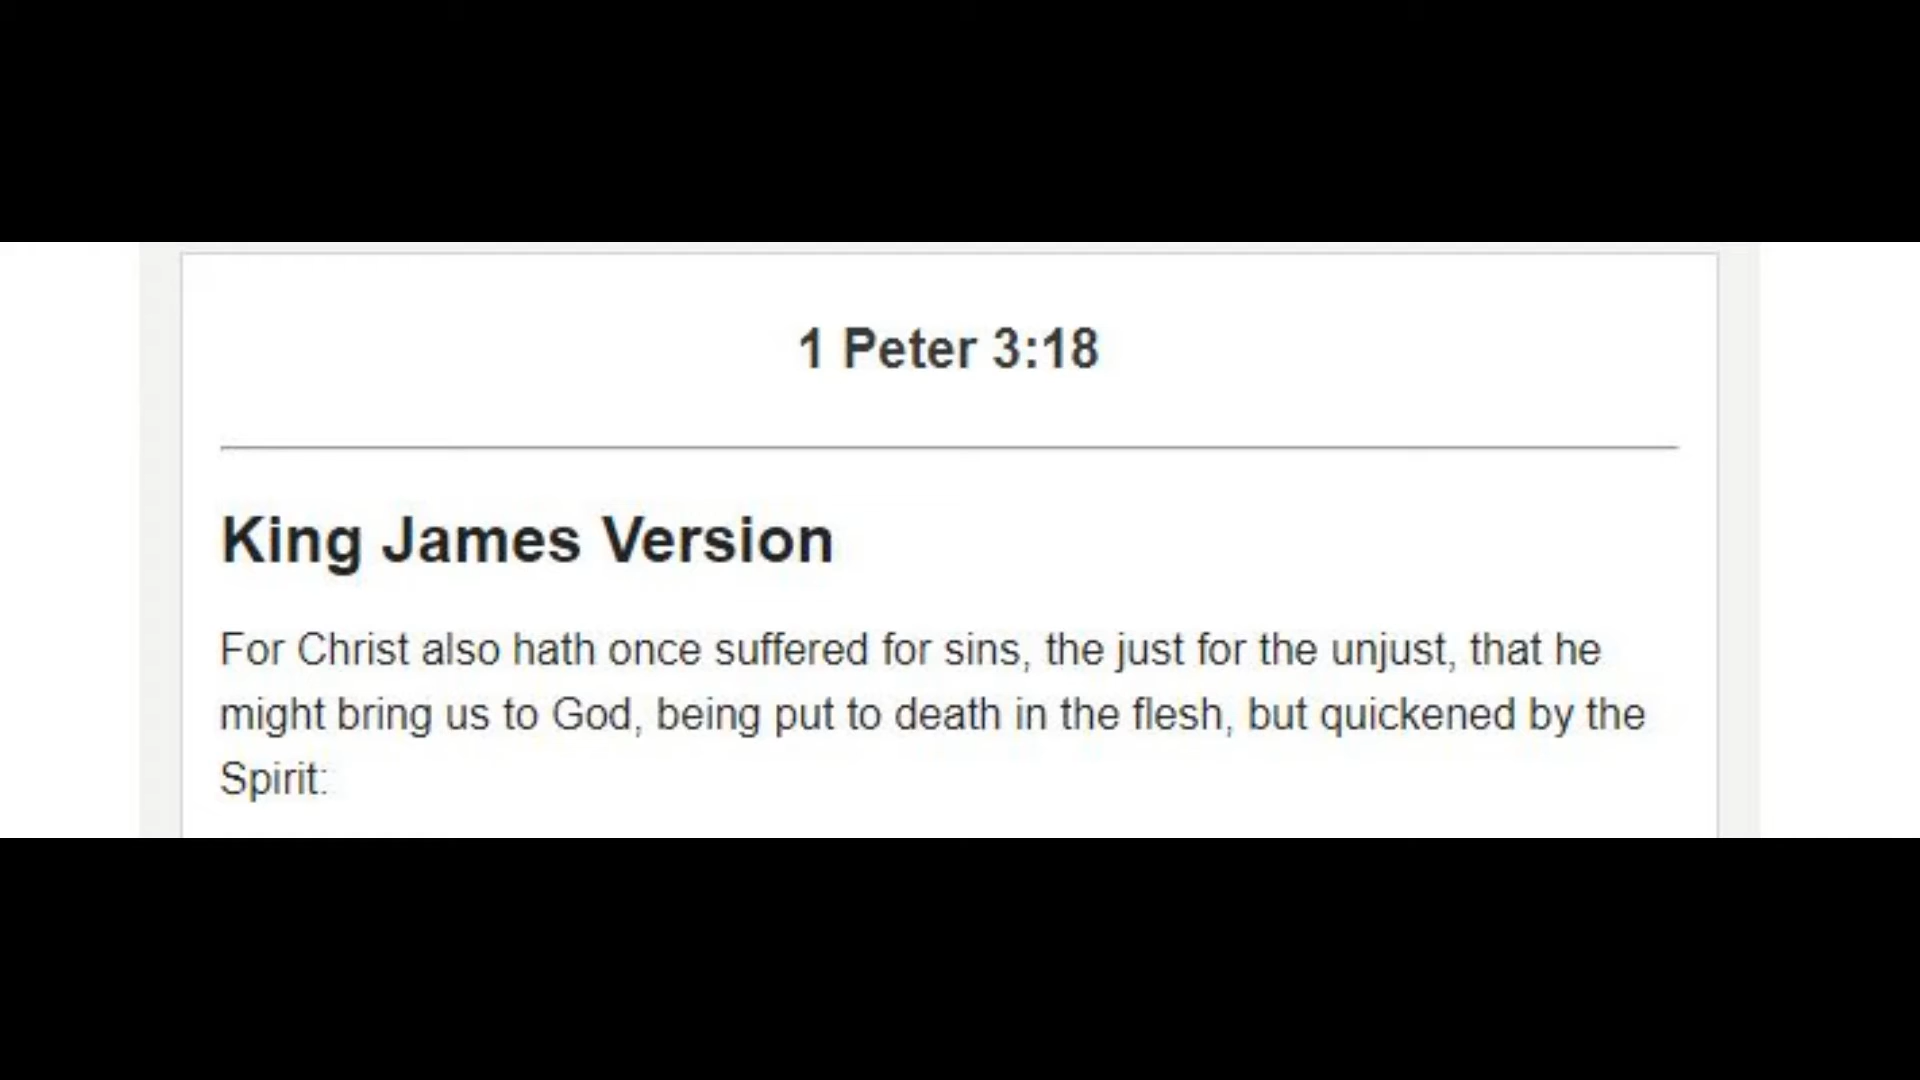 1 Peter 3:18
King James Version
For Christ also hath once suffered for sins, the just for the unjust, that he
might bring us to God, being put to death in the flesh, but quickened by the
Spirit: